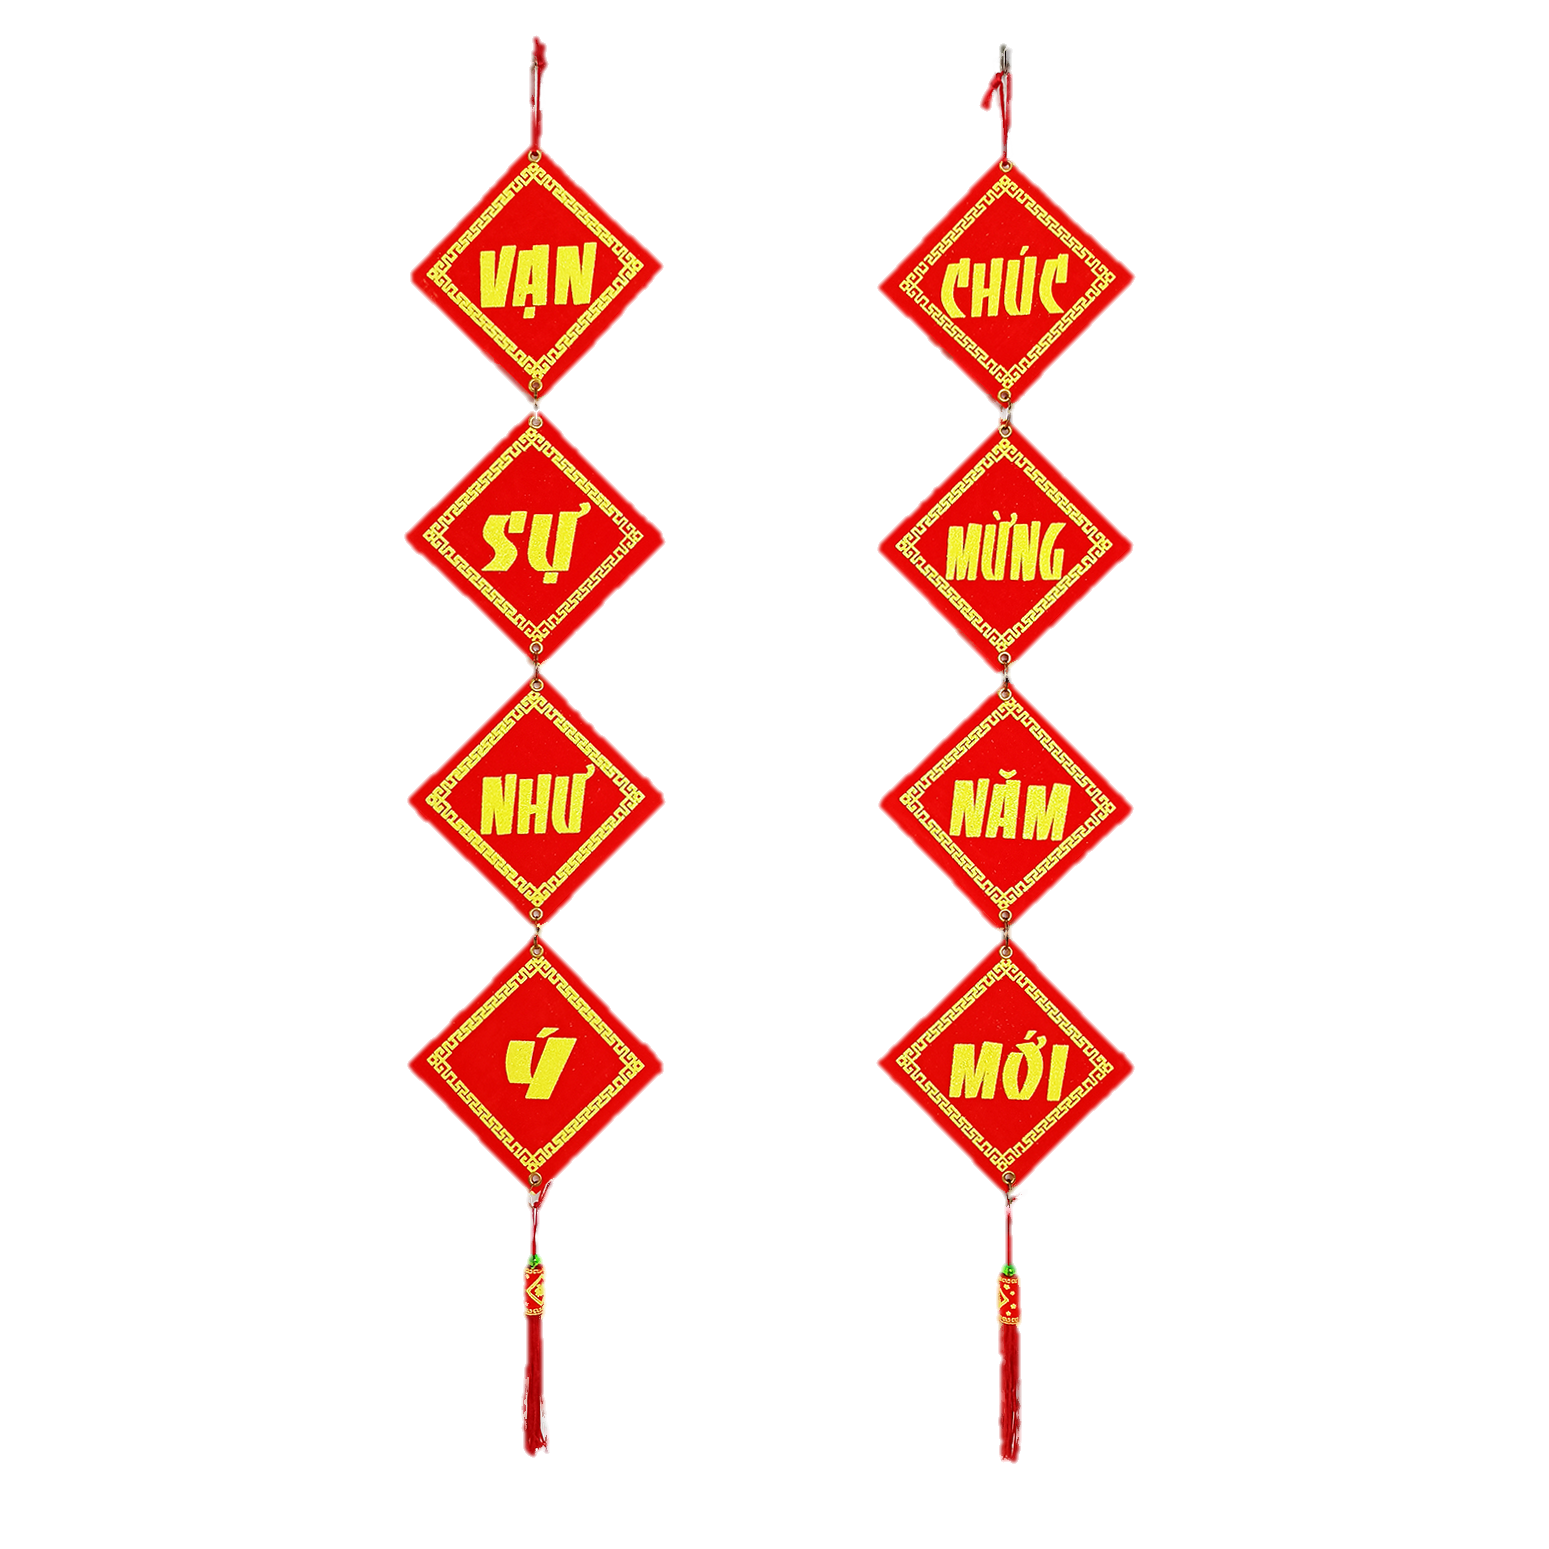 VẠN
SỰ
NHƯ
Ý
CHÚC
MỪNG
NĂM
MỚI